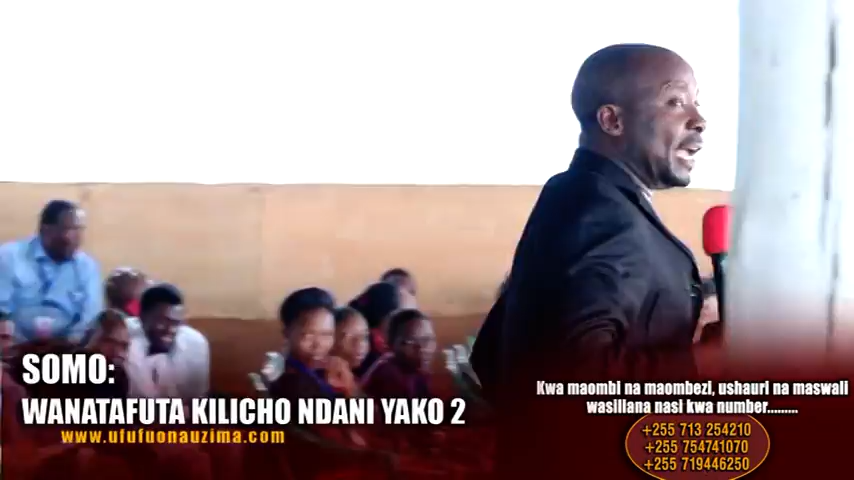 SOMO:
WANATAFUTA KILICHO NDANI YAKO 2
www.ufufuonauzima.com
Kwa maombi na maombezi, ushauri na maswali
wasiliana nasi kwa number.........
+255 713 254210
+255 754741070
+255 719446250